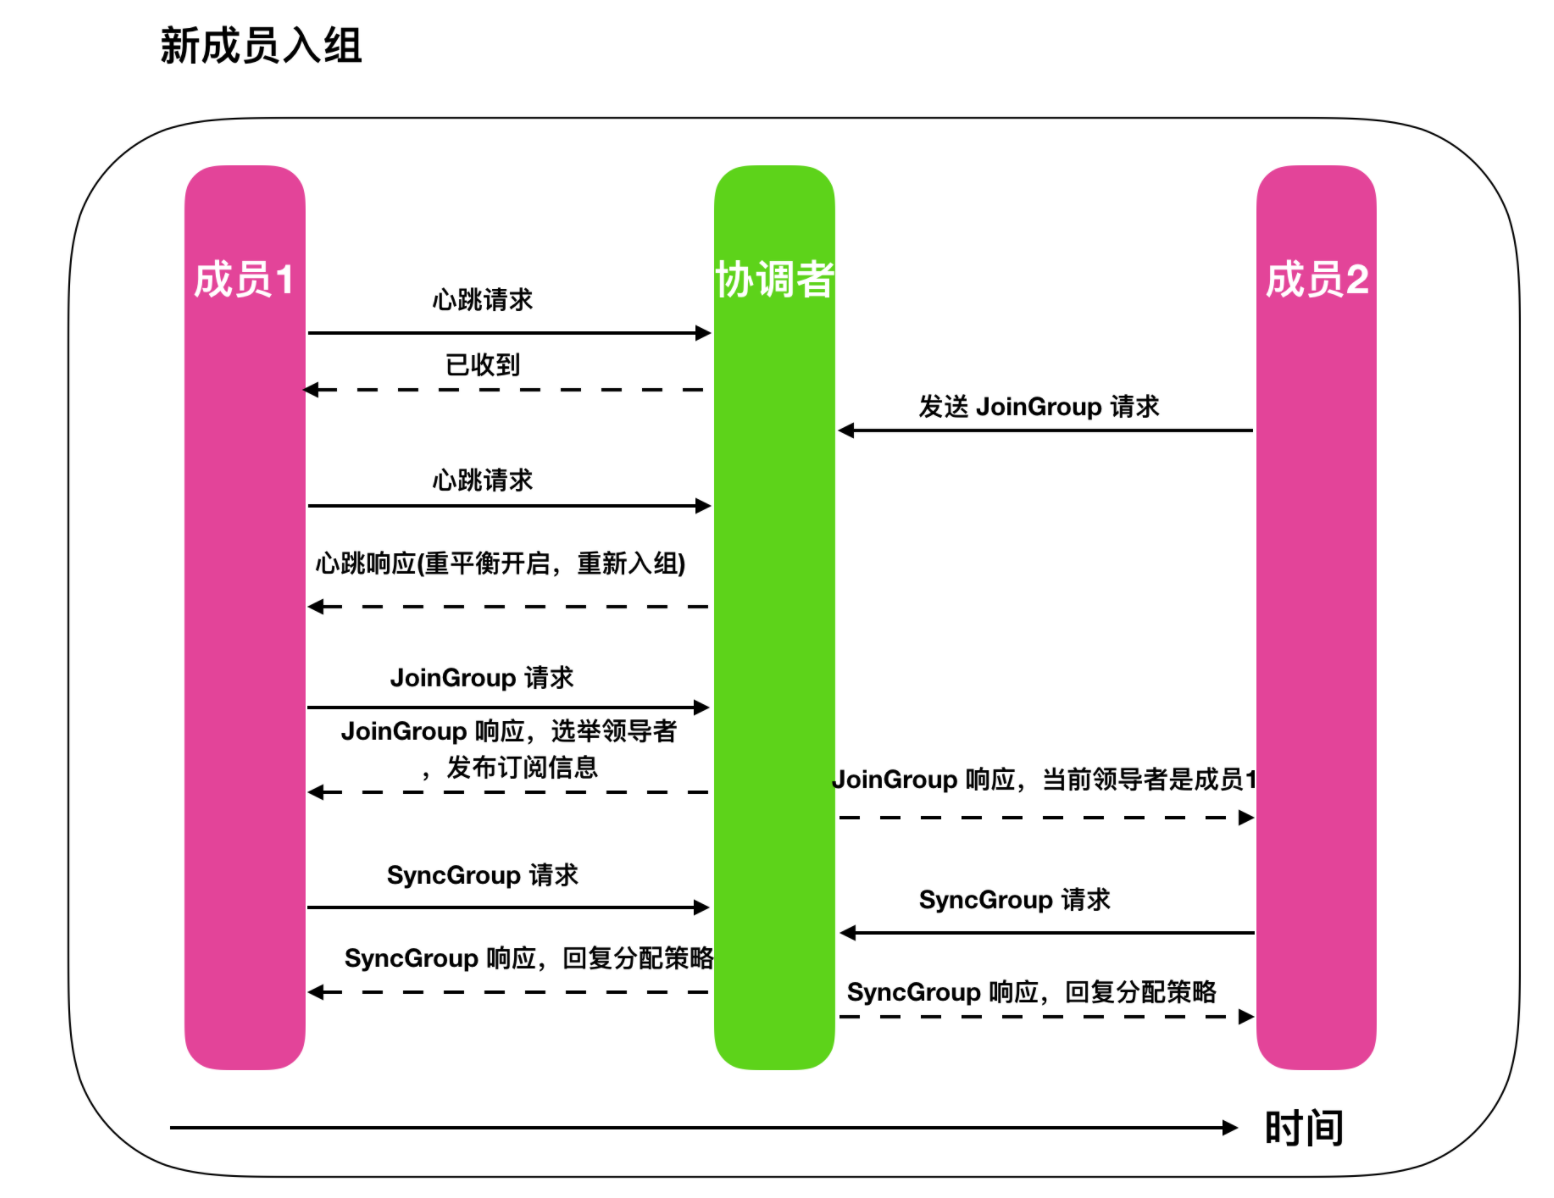 新成员入组
成员1
协调者
成员2
心跳请求
已收到
发送 JoinGroup 请求
心跳请求
心跳响应(重平衡开启，重新入组)
JoinGroup 请求
JoinGroup 响应，选举领导者
，发布订阅信息
JoinGroup 响应，当前领导者是成员1
SyncGroup 请求
SyncGroup 请求
SyncGroup 响应，回复分配策略
SyncGroup 响应，回复分配策略
时间